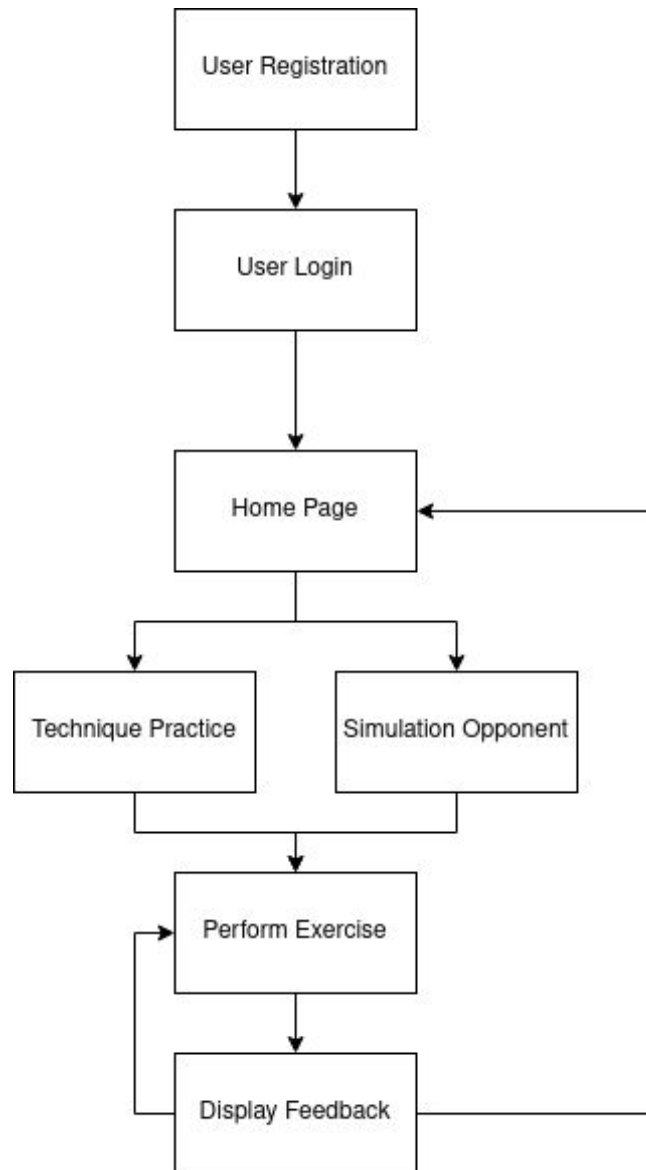 User Registration
User Login
Home Page
Technique Practice
Simulation Opponent
Perform Exercise
Display Feedback